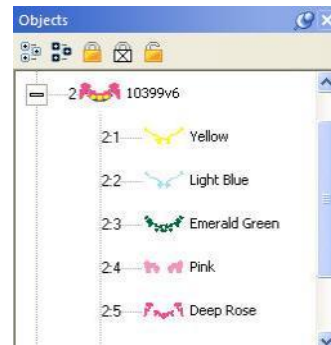 Objects
2 10399v6
2:1 Yellow
2:2 Light Blue
2:3 Emerald Green
2:4 Pink
2:5 Deep Rose